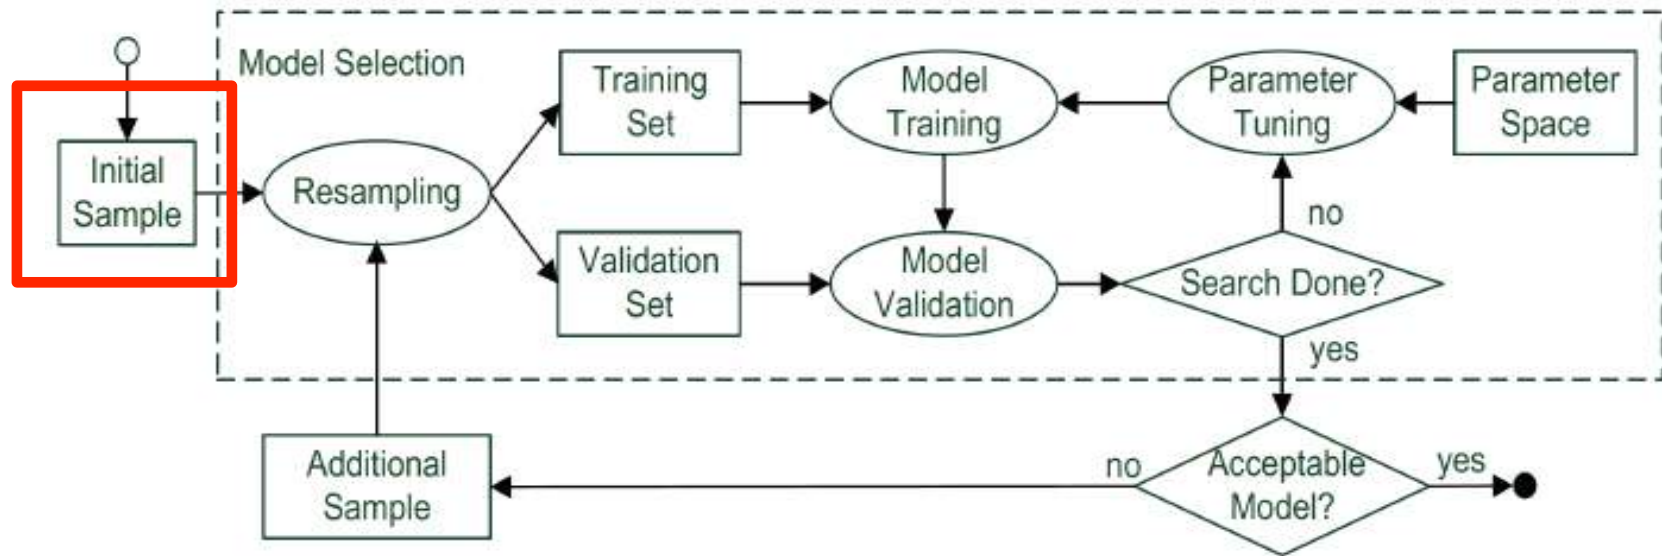 Model Selection
Initial
Sample
Resampling
Training
Set
Validation
Set
Model
Training
Model
Validation
Parameter
Tuning
Parameter
Space
no
Search Done?
yes
Additional
Sample
no
Acceptable
Model?
yes